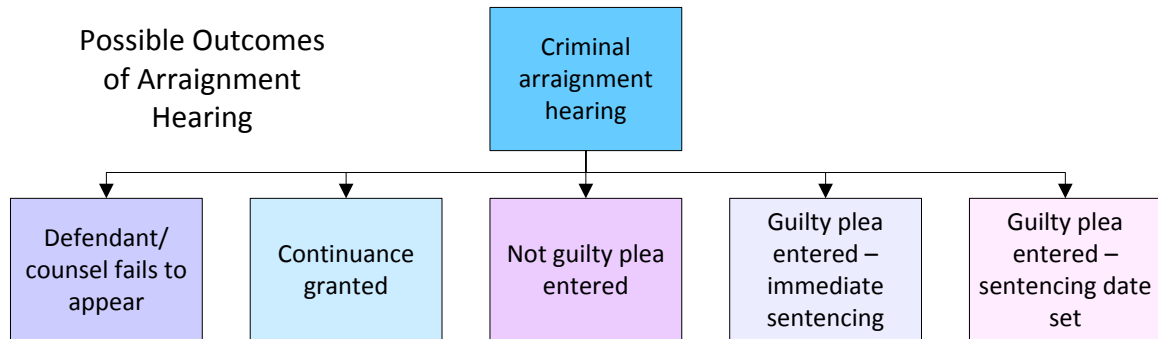 Possible Outcomes
of Arraignment
Hearing
Criminal
arraignment
hearing
Defendant/
counsel fails to
appear
Continuance
granted
Not guilty plea
entered
Guilty plea
entered –
immediate
sentencing
Guilty plea
entered –
sentencing date
set